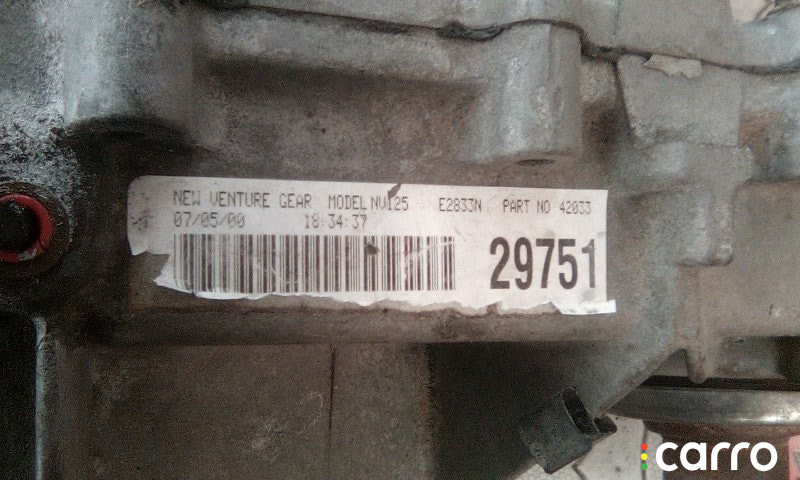 NEW VENTURE GEAR MODEL NV125 E2833N PART NO 42033
07/05/00 18:34:37
29751
carro